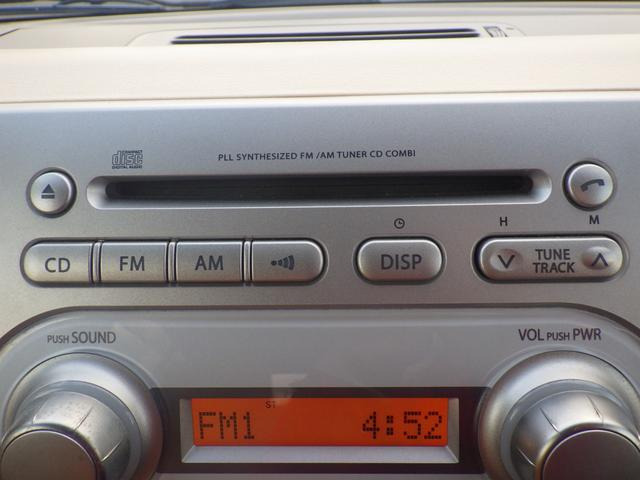 COMPACT
disc
DIGITAL AUDIO
PLL SYNTHESIZED FM /AM TUNER CD COMBI
H M
CD FM AM DISP TUNE
TRACK
PUSH SOUND VOL PUSH PWR
ST
FM1 4:52